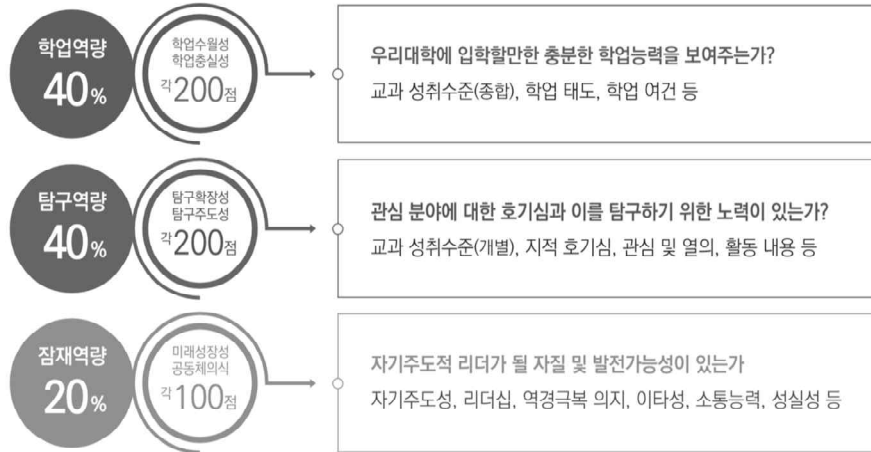 학업역량
40%
학업수월성
학업충실성
각 200점
우리대학에 입학할만한 충분한 학업능력을 보여주는가?
교과 성취수준(종합), 학업 태도, 학업 여건 등
탐구역량
40%
탐구확장성
탐구주도성
각 200점
관심 분야에 대한 호기심과 이를 탐구하기 위한 노력이 있는가?
교과 성취수준(개별), 지적 호기심, 관심 및 열의, 활동 내용 등
잠재역량
20%
미래성장성
공동체의식
각 100점
자기주도적 리더가 될 자질 및 발전가능성이 있는가
자기주도성, 리더십, 역경극복 의지, 이타성, 소통능력, 성실성 등